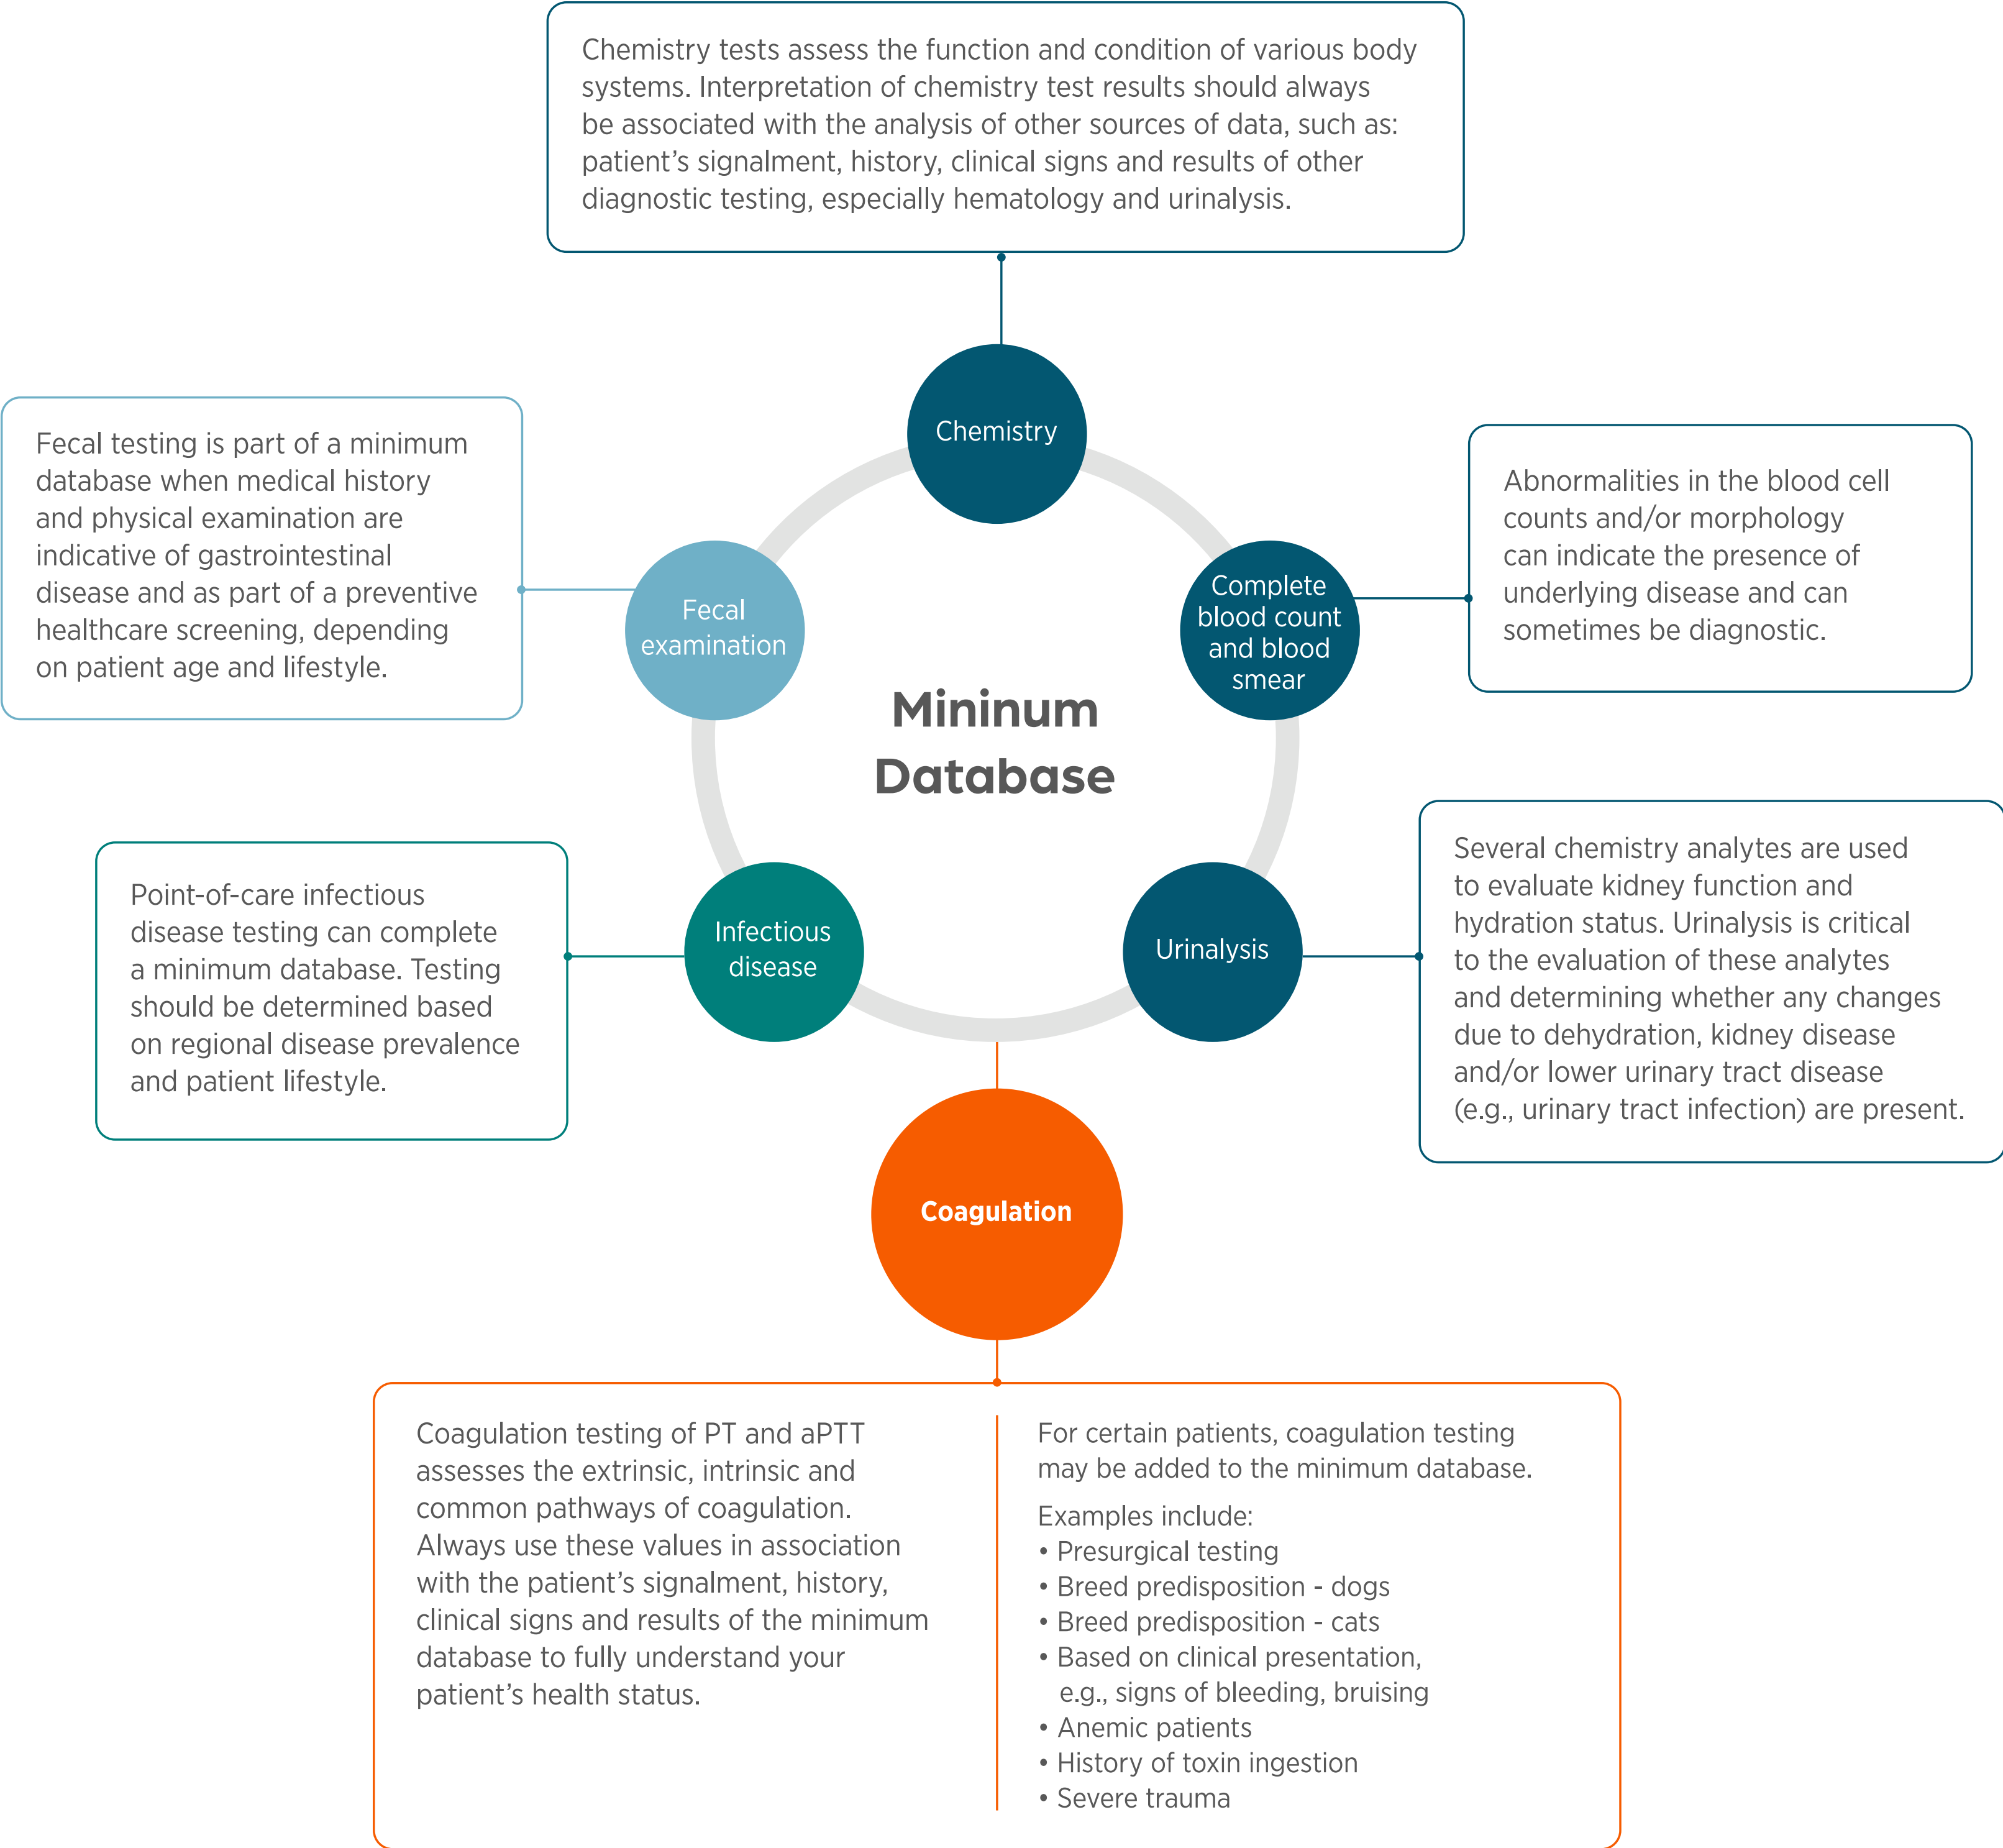 Chemistry tests assess the function and condition of various body
systems. Interpretation of chemistry test results should always
be associated with the analysis of other sources of data, such as:
patient’s signalment, history, clinical signs and results of other
diagnostic testing, especially hematology and urinalysis.
Chemistry
Fecal testing is part of a minimum
database when medical history
and physical examination are
indicative of gastrointestinal
disease and as part of a preventive
healthcare screening, depending
on patient age and lifestyle.
Fecal
examination
Complete
blood count
and blood
smear
Abnormalities in the blood cell
counts and/or morphology
can indicate the presence of
underlying disease and can
sometimes be diagnostic.
Mininum
Database
Point-of-care infectious
disease testing can complete
a minimum database. Testing
should be determined based
on regional disease prevalence
and patient lifestyle.
Infectious
disease
Urinalysis
Several chemistry analytes are used
to evaluate kidney function and
hydration status. Urinalysis is critical
to the evaluation of these analytes
and determining whether any changes
due to dehydration, kidney disease
and/or lower urinary tract disease
(e.g., urinary tract infection) are present.
Coagulation
Coagulation testing of PT and aPTT
assesses the extrinsic, intrinsic and
common pathways of coagulation.
Always use these values in association
with the patient’s signalment, history,
clinical signs and results of the minimum
database to fully understand your
patient’s health status.
For certain patients, coagulation testing
may be added to the minimum database.
Examples include:
• Presurgical testing
• Breed predisposition - dogs
• Breed predisposition - cats
• Based on clinical presentation,
e.g., signs of bleeding, bruising
• Anemic patients
• History of toxin ingestion
• Severe trauma